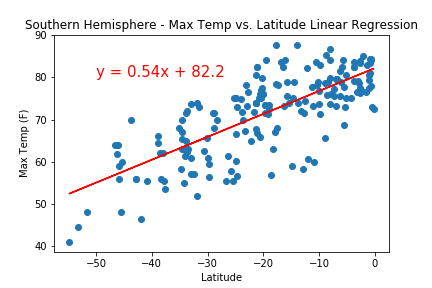 Southern Hemisphere - Max Temp vs. Latitude Linear Regression
90
y = 0.54x + 82.2
80
70
60
50
40
Max Temp (F)
−50 −40 −30 −20 −10 0
Latitude